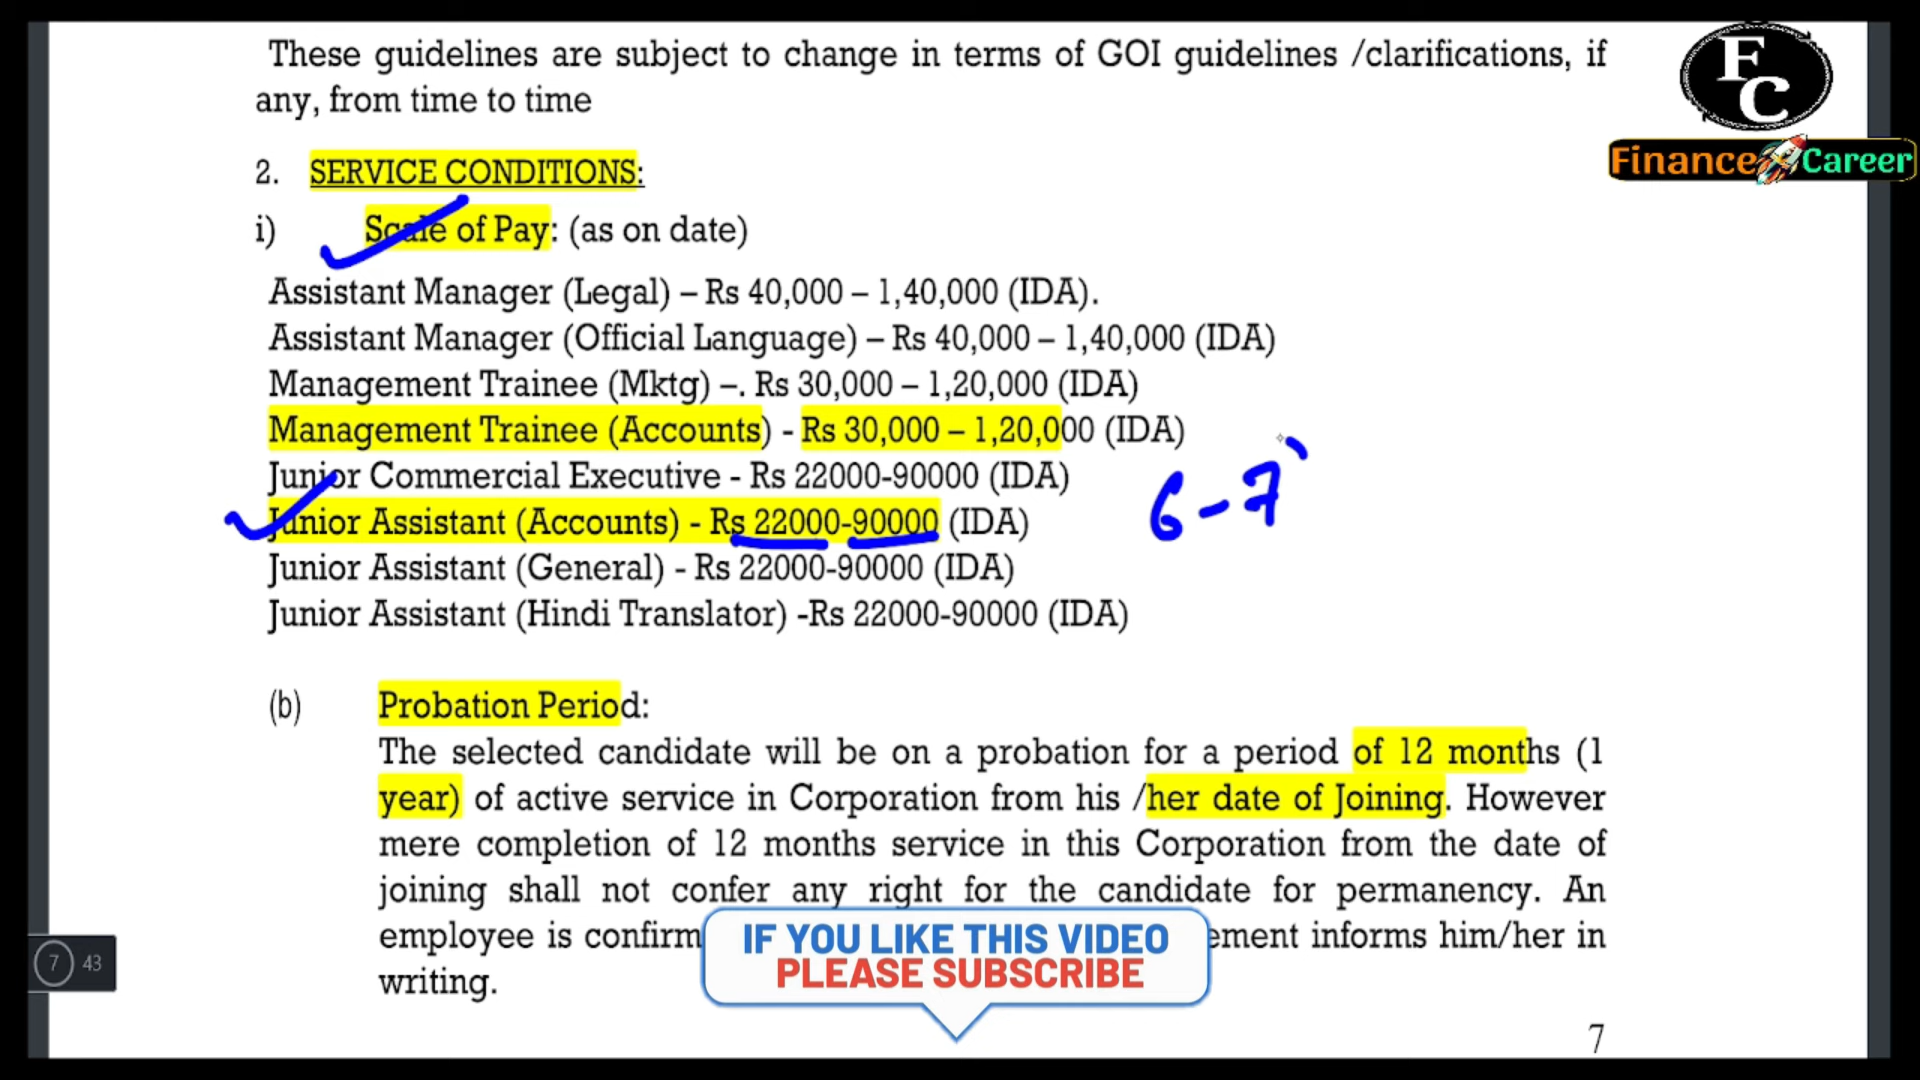 These guidelines are subject to change in terms of GOI guidelines /clarifications, if
any, from time to time
FC
Finance Career
2. SERVICE CONDITIONS:
i) Scale of Pay: (as on date)
Assistant Manager (Legal) – Rs 40,000 – 1,40,000 (IDA).
Assistant Manager (Official Language) – Rs 40,000 – 1,40,000 (IDA)
Management Trainee (Mktg) –. Rs 30,000 – 1,20,000 (IDA)
Management Trainee (Accounts) - Rs 30,000 – 1,20,000 (IDA)
Junior Commercial Executive - Rs 22000-90000 (IDA)
Junior Assistant (Accounts) - Rs 22000-90000 (IDA)
6-7
Junior Assistant (General) - Rs 22000-90000 (IDA)
Junior Assistant (Hindi Translator) -Rs 22000-90000 (IDA)
(b) Probation Period:
The selected candidate will be on a probation for a period of 12 months (1
year) of active service in Corporation from his /her date of Joining. However
mere completion of 12 months service in this Corporation from the date of
joining shall not confer any right for the candidate for permanency. An
employee is confirm ement informs him/her in
writing.
IF YOU LIKE THIS VIDEO
PLEASE SUBSCRIBE
7 43
7